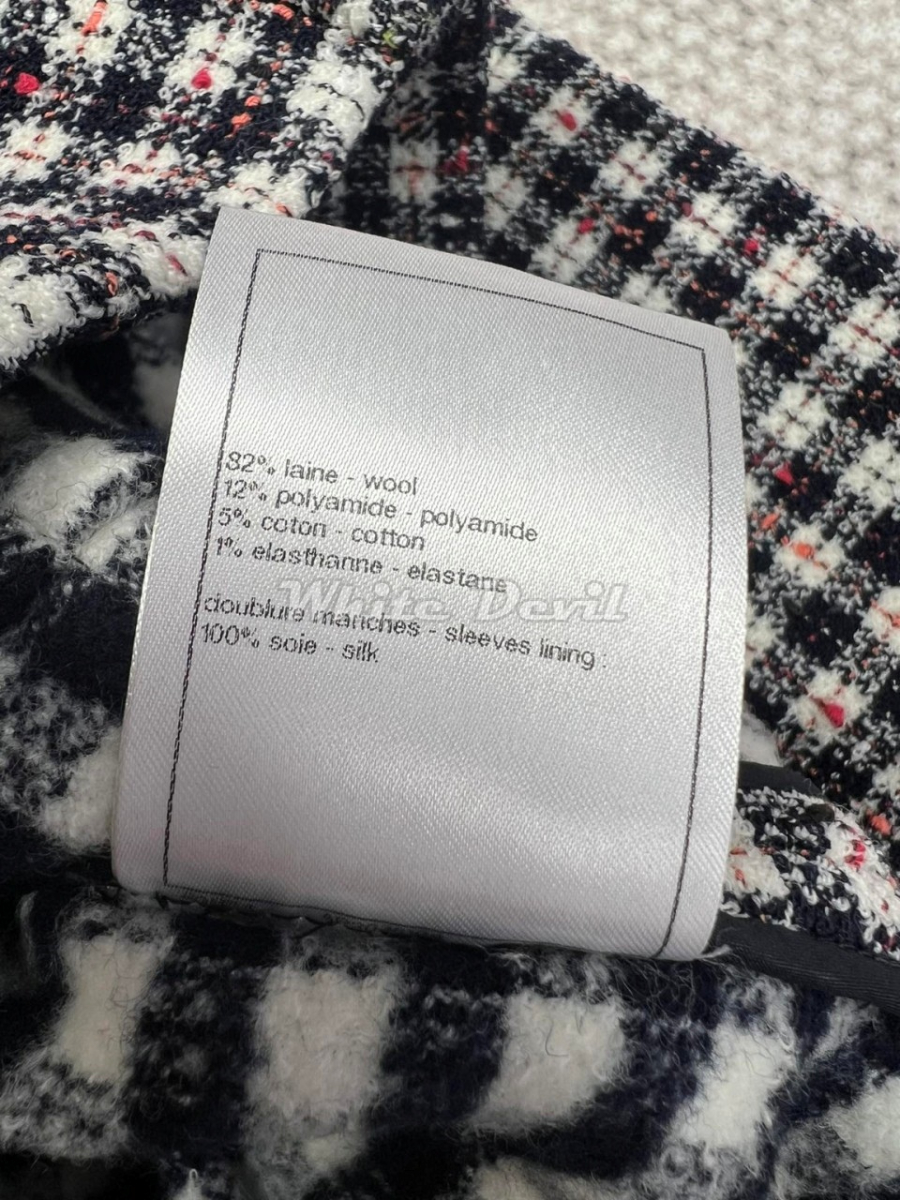 82% laine - wool
12% polyamide - polyamide
5% coton - cotton
1% elasthanne - elastane
White Devil
doublure manches - sleeves lining :
100% soie - silk